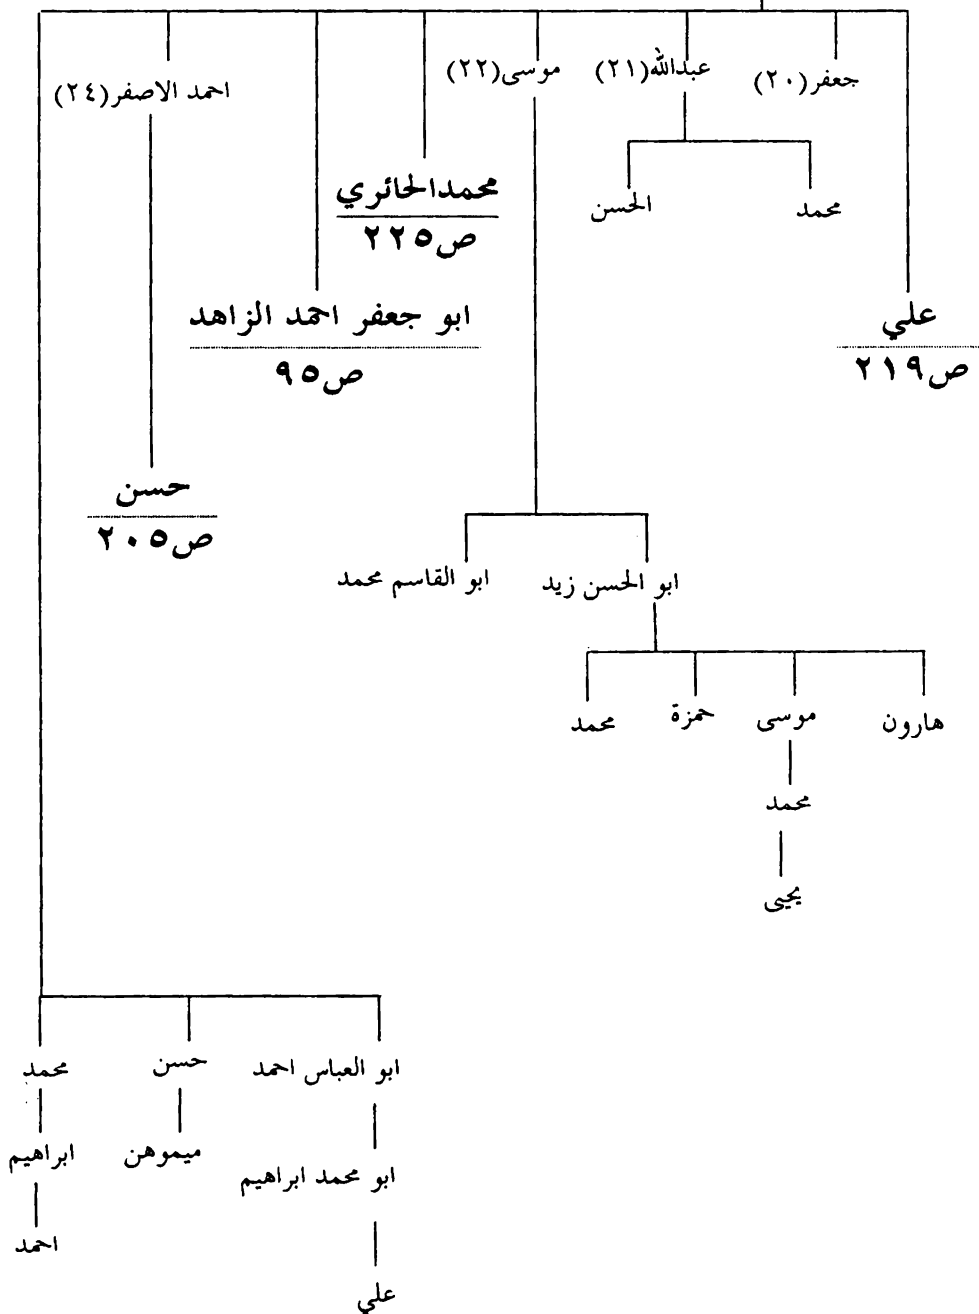 جعفر(٢٠)
عبدالله(٢١)
موسى(٢٢)
احمد الاصفر(٢٤)
محمدالحائري
ص٢٢٥
محمد
الحسن
علي
ص٢١٩
ابو جعفر احمد الزاهد
ص٩٥
حسن
ص٢٠٥
ابو الحسن زيد
ابو القاسم محمد
هارون
موسى
حمزة
محمد
محمد
يحيى
ابو العباس احمد
حسن
محمد
ابو محمد ابراهيم
ميموهن
ابراهيم
احمد
علي